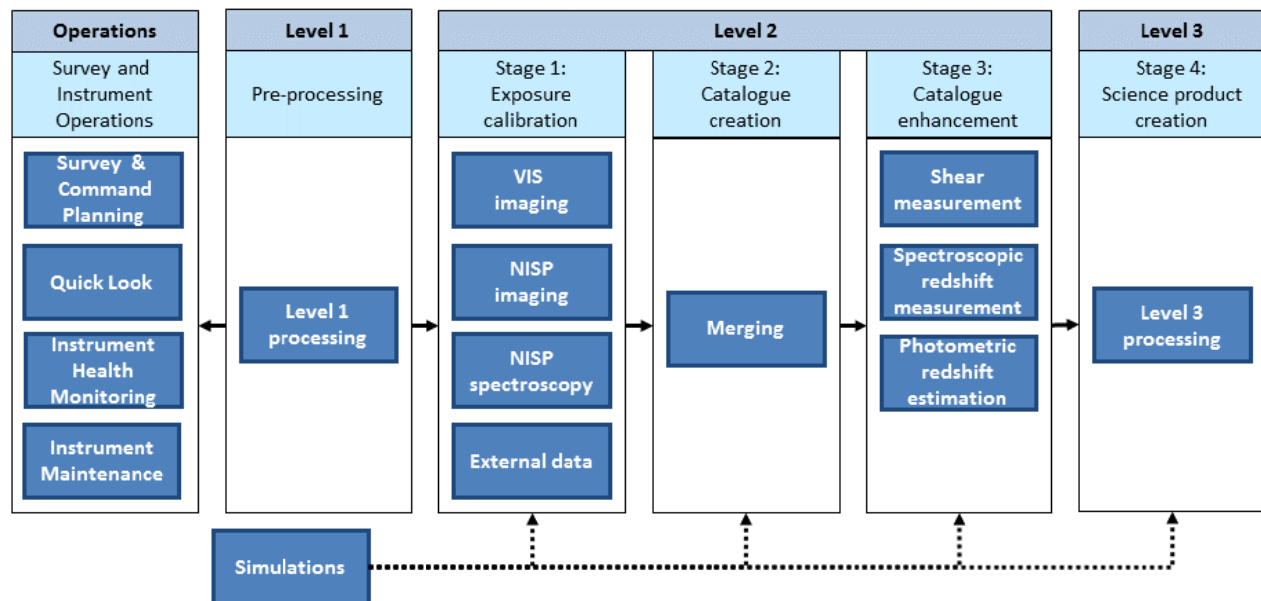 Operations
Level 1
Level 2
Level 3
Survey and
Instrument
Operations
Pre-processing
Stage 1:
Exposure
calibration
Stage 2:
Catalogue
creation
Stage 3:
Catalogue
enhancement
Stage 4:
Science product
creation
Survey &
Command
Planning
Quick Look
Instrument
Health
Monitoring
Instrument
Maintenance
Level 1
processing
VIS
imaging
NISP
imaging
NISP
spectroscopy
External data
Merging
Shear
measurement
Spectroscopic
redshift
measurement
Photometric
redshift
estimation
Level 3
processing
Simulations